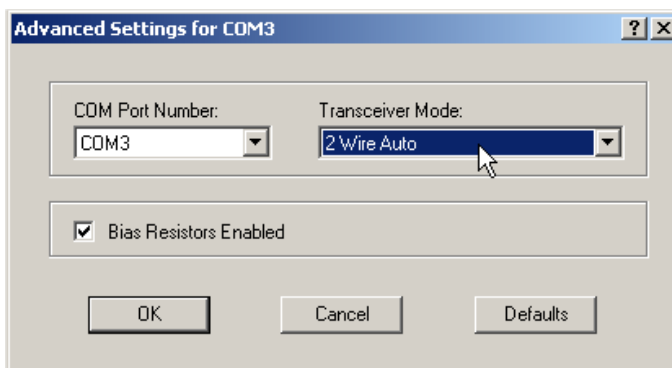 Advanced Settings for COM3
COM Port Number: Transceiver Mode:
COM3 2 Wire Auto
Bias Resistors Enabled
OK Cancel Defaults